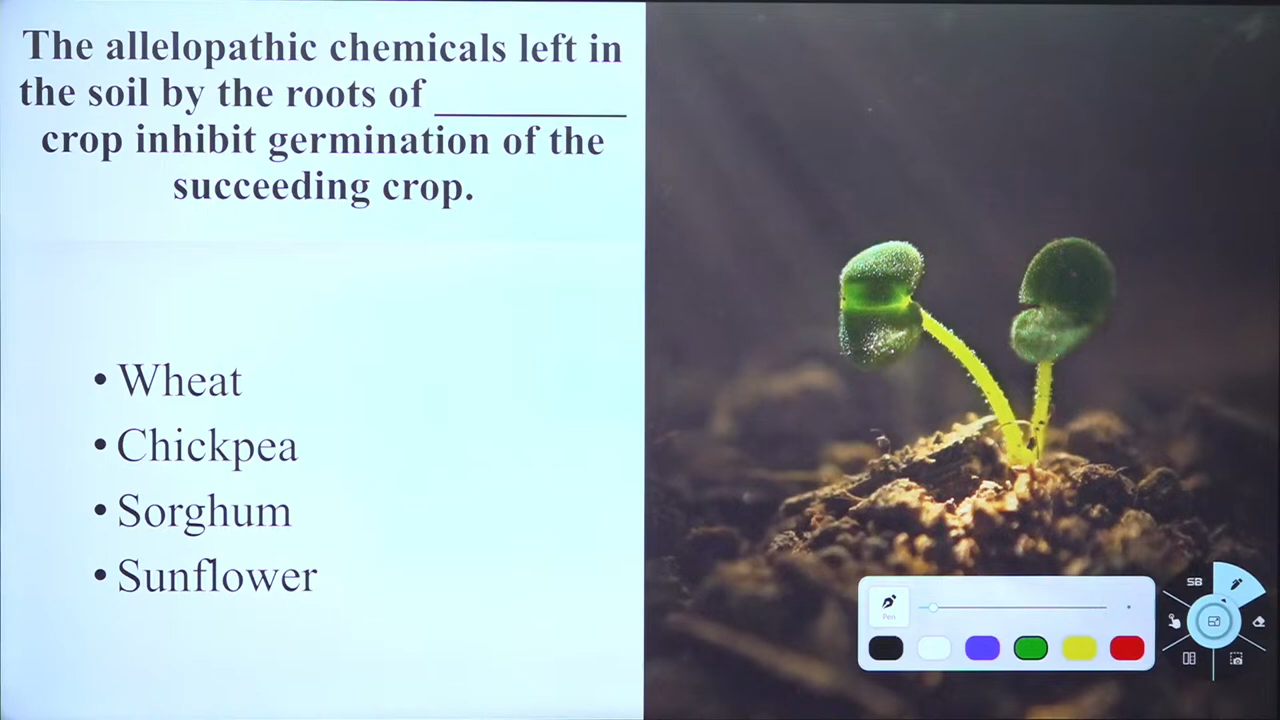 The allelopathic chemicals left in
the soil by the roots of __________
crop inhibit germination of the
succeeding crop.
• Wheat
• Chickpea
• Sorghum
• Sunflower
SB
Pen